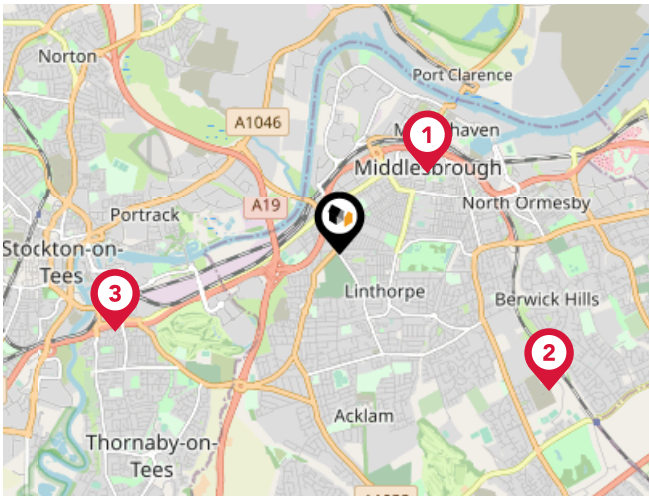 Norton
Port Clarence
A1046
1
Middlesbrough
A19
North Ormesby
Portrack
Stockton-on-
Tees
3
Linthorpe
Berwick Hills
2
Acklam
Thornaby-on-
Tees